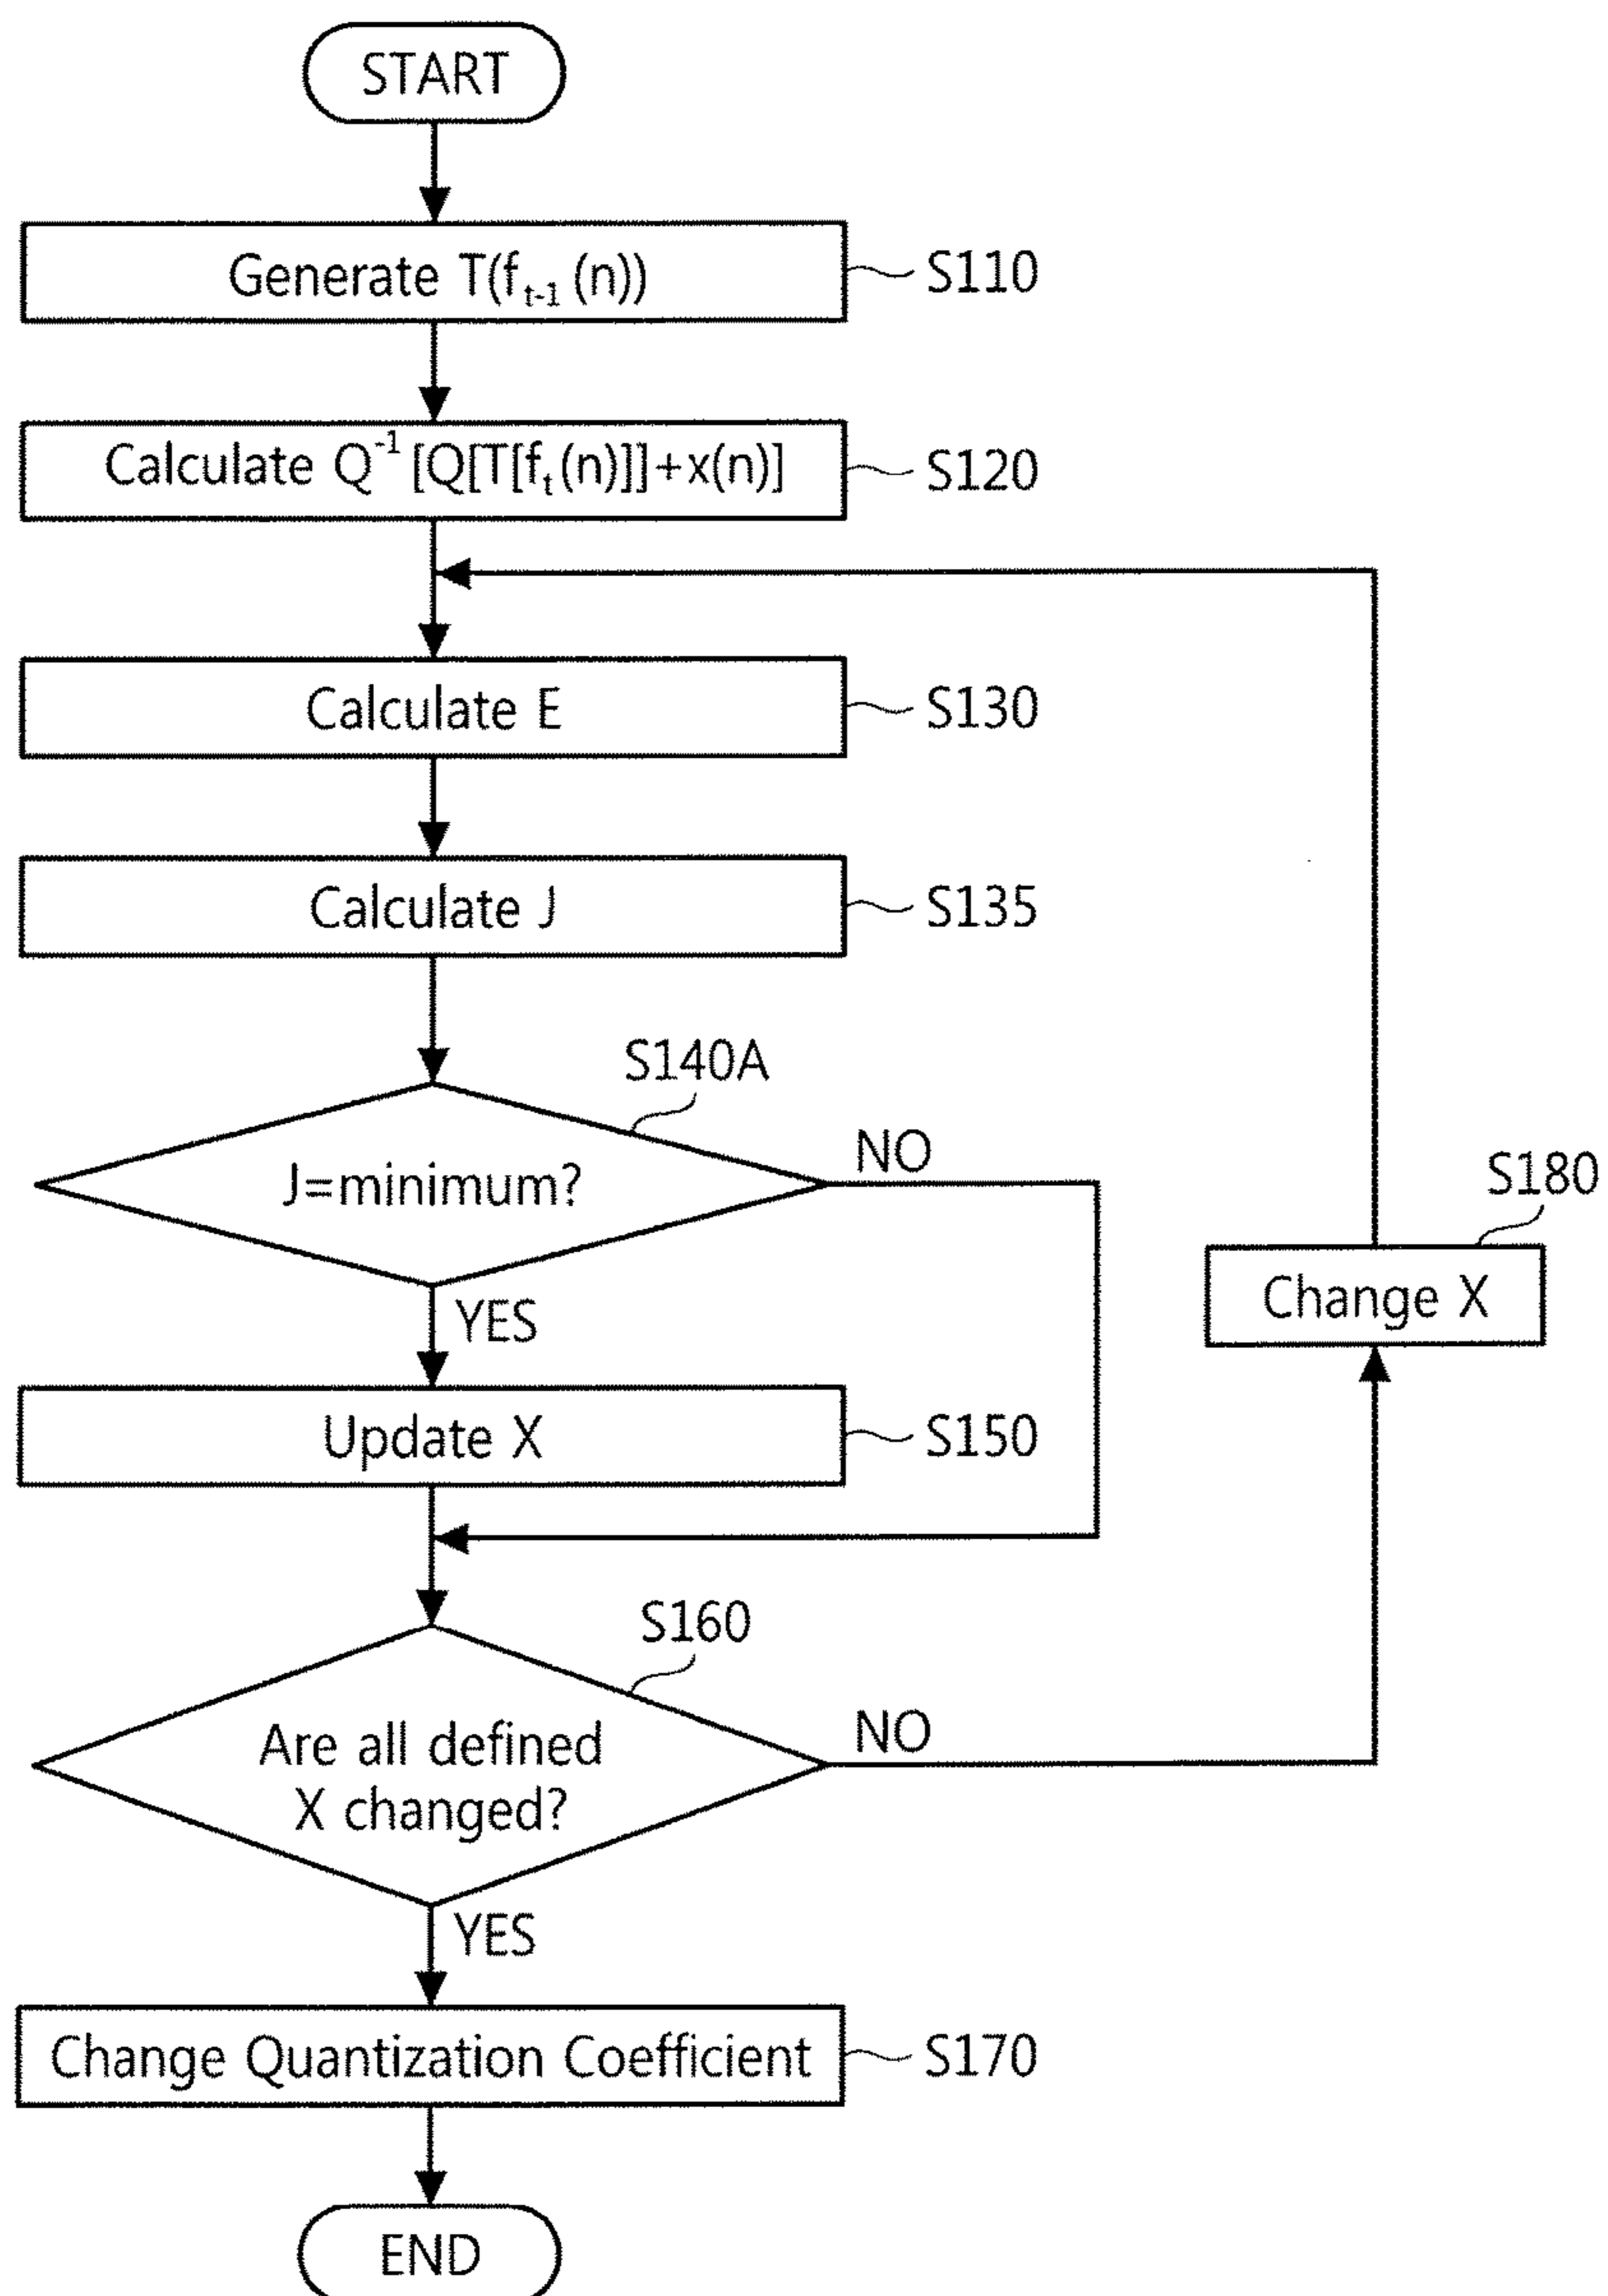 START
Generate T(f t-1 (n))
S110
Calculate Q-1 [Q[T[ft(n)]]+x(n)]
S120
Calculate E
S130
Calculate J
S135
S140A
J=minimum?
NO
YES
S180
Change X
Update X
S150
S160
Are all defined
X changed?
NO
YES
Change Quantization Coefficient
S170
END